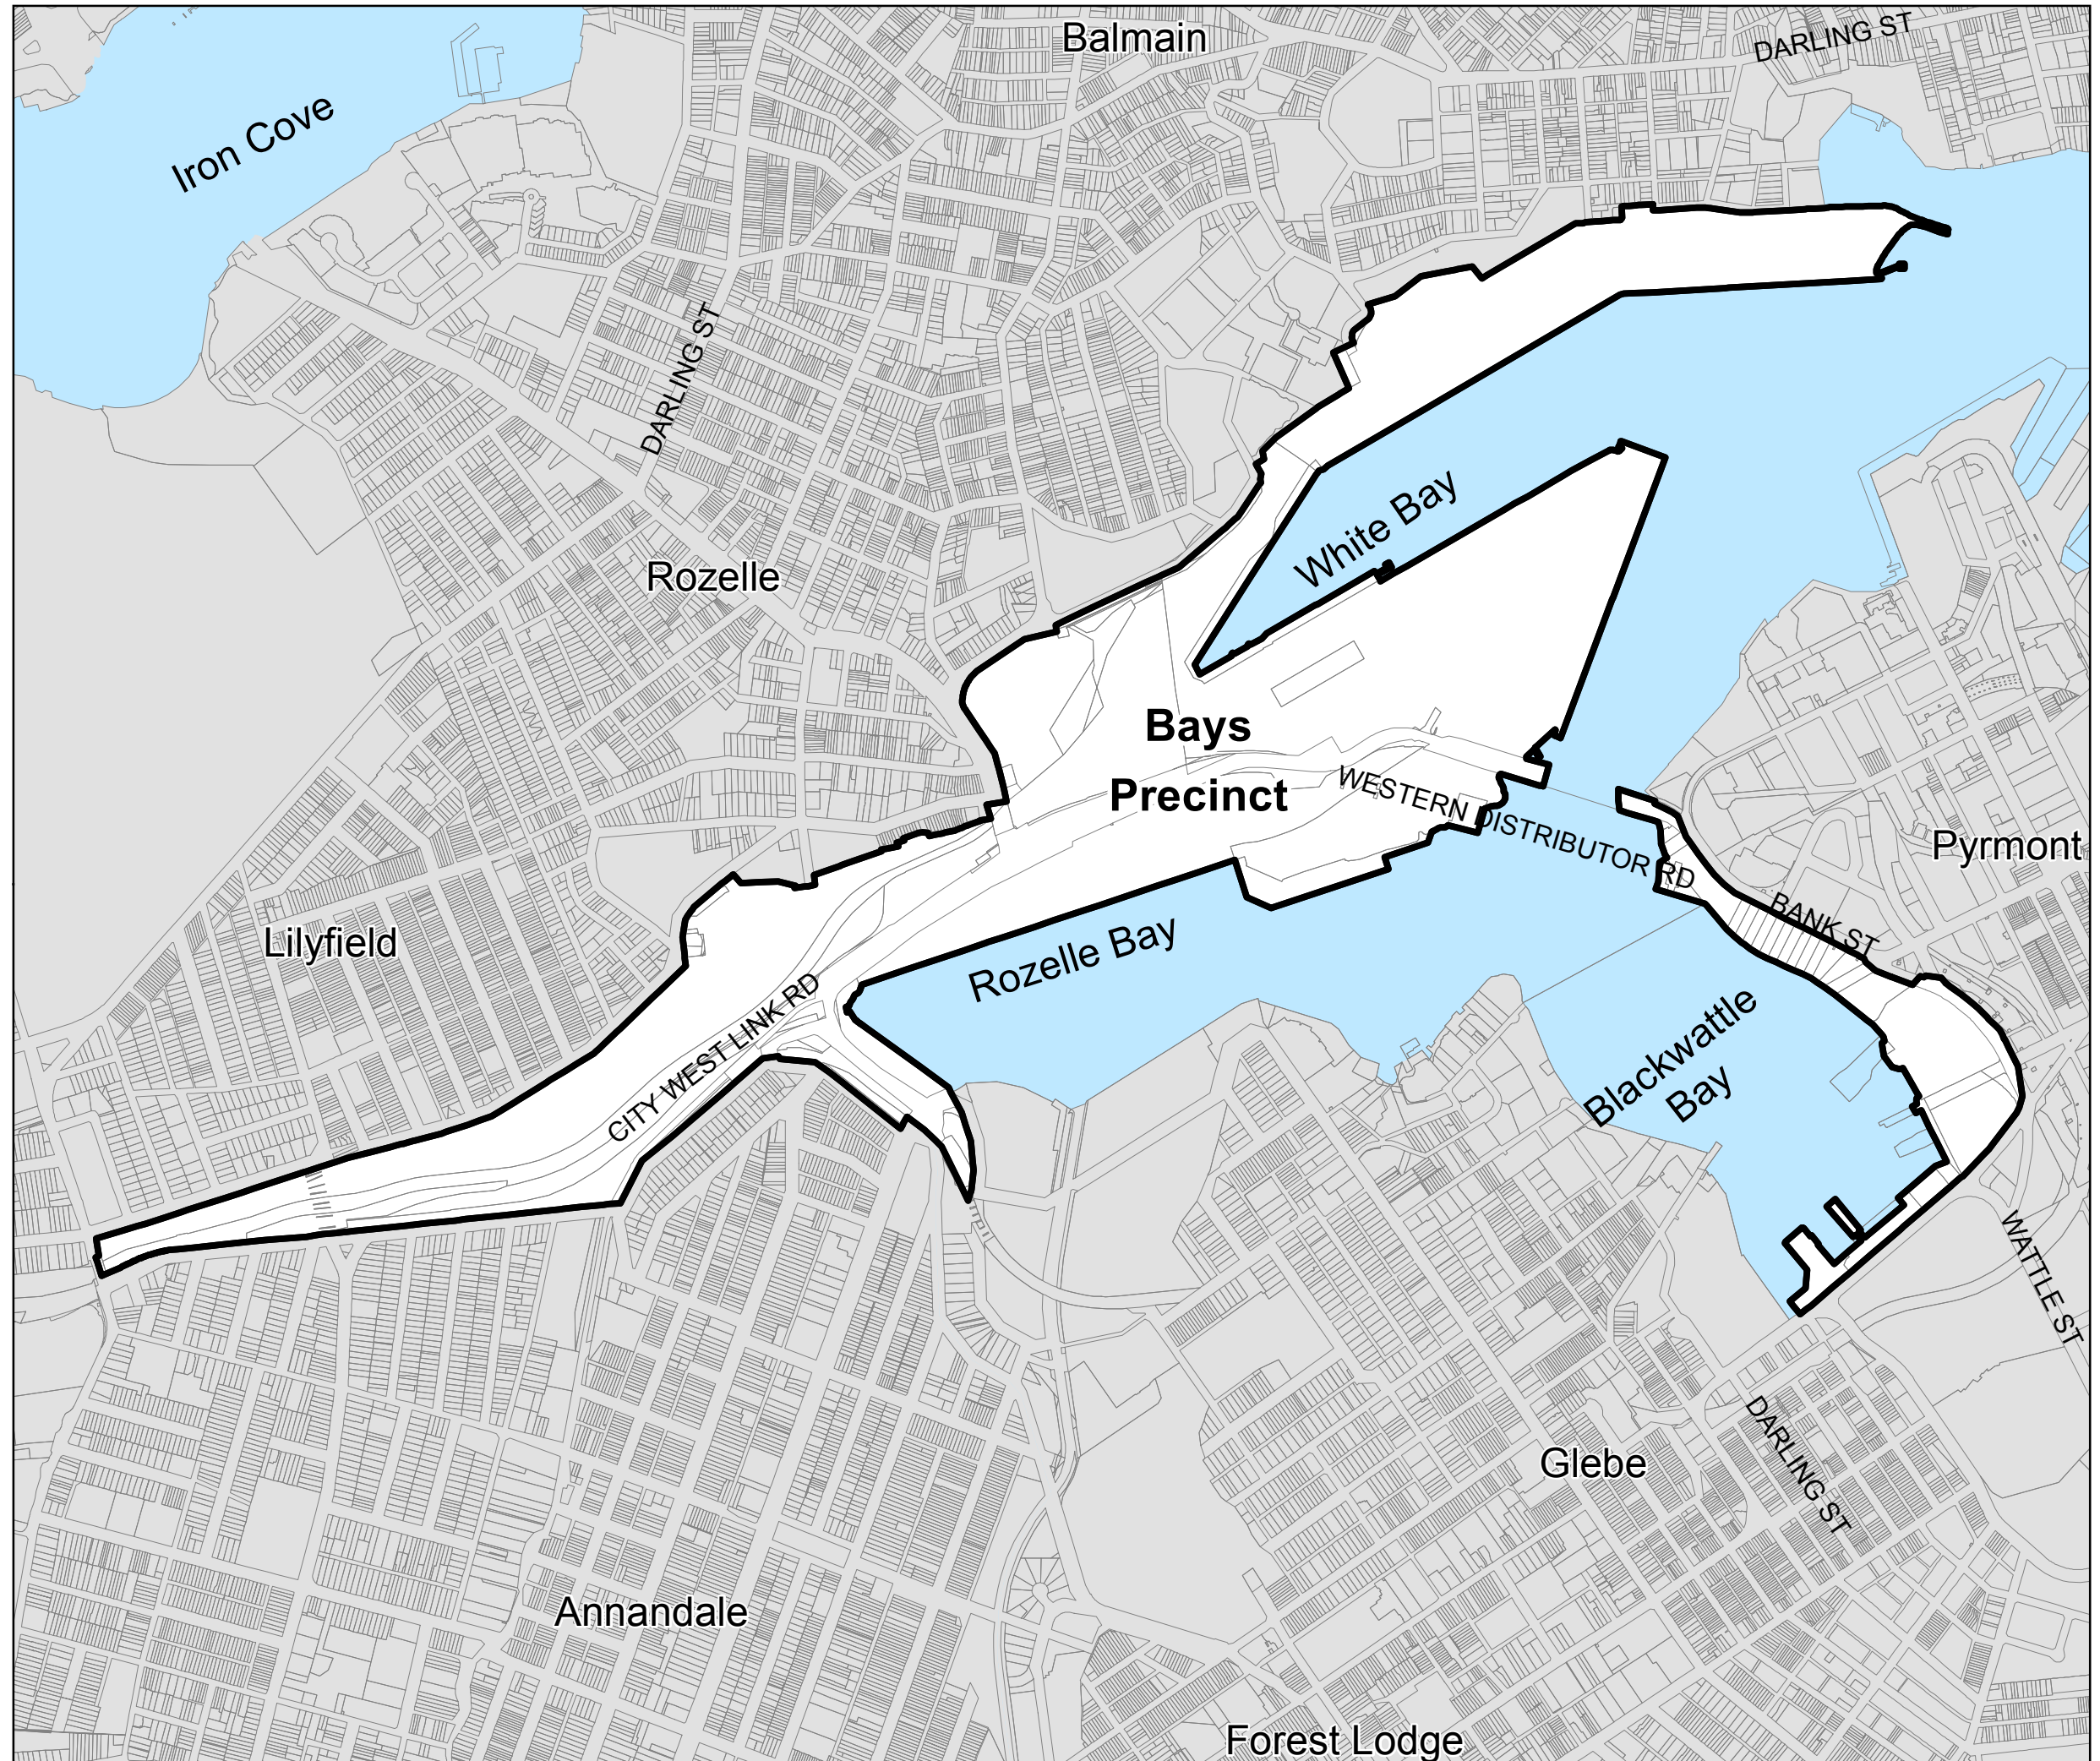 Balmain
DARLING ST
Iron Cove
DARLING ST
White Bay
Rozelle
Bays
Precinct
WESTERN DISTRIBUTOR RD
Pyrmont
BANK ST
Lilyfield
Rozelle Bay
CITY WEST LINK RD
Blackwattle
Bay
WATTLE ST
DARLING ST
Glebe
Annandale
Forest Lodge